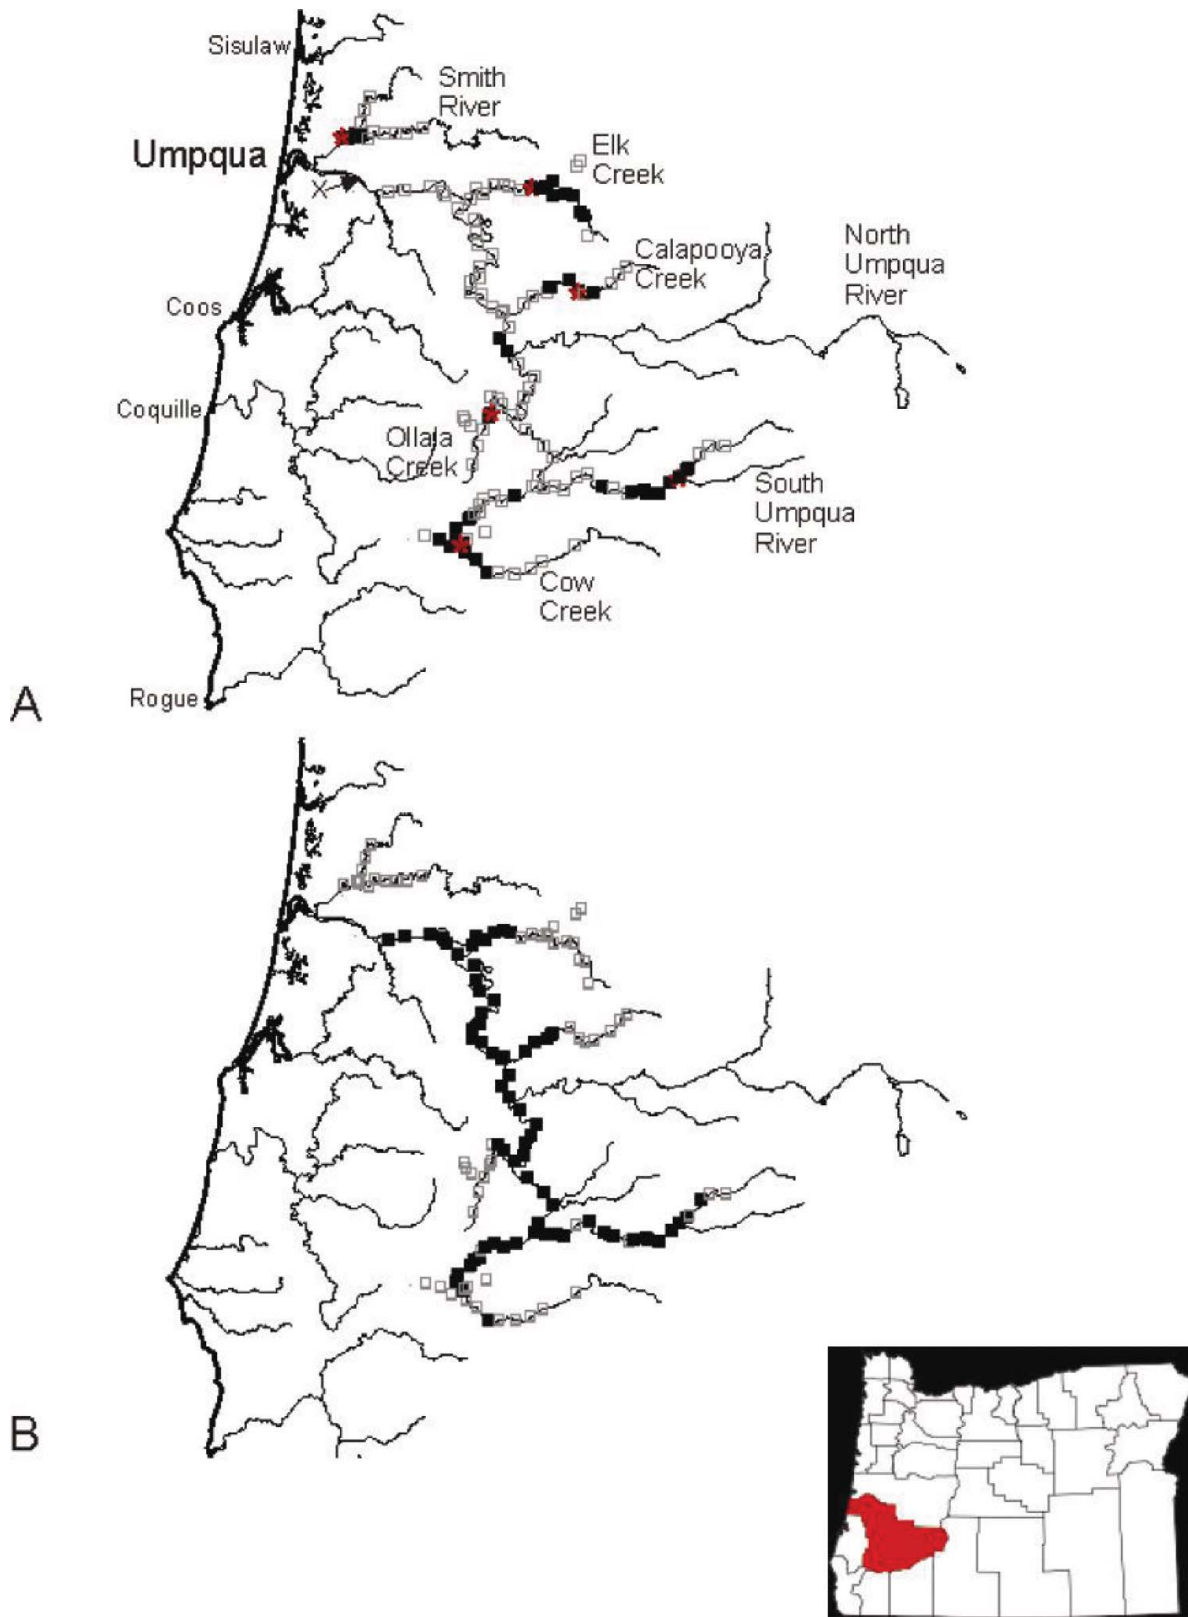 Sisulaw
Smith
River
Umpqua
Elk
Creek
X
Calapooya
Creek
North
Umpqua
River
Coos
Coquille
Ollala
Creek
South
Umpqua
River
Cow
Creek
Rogue
A
B